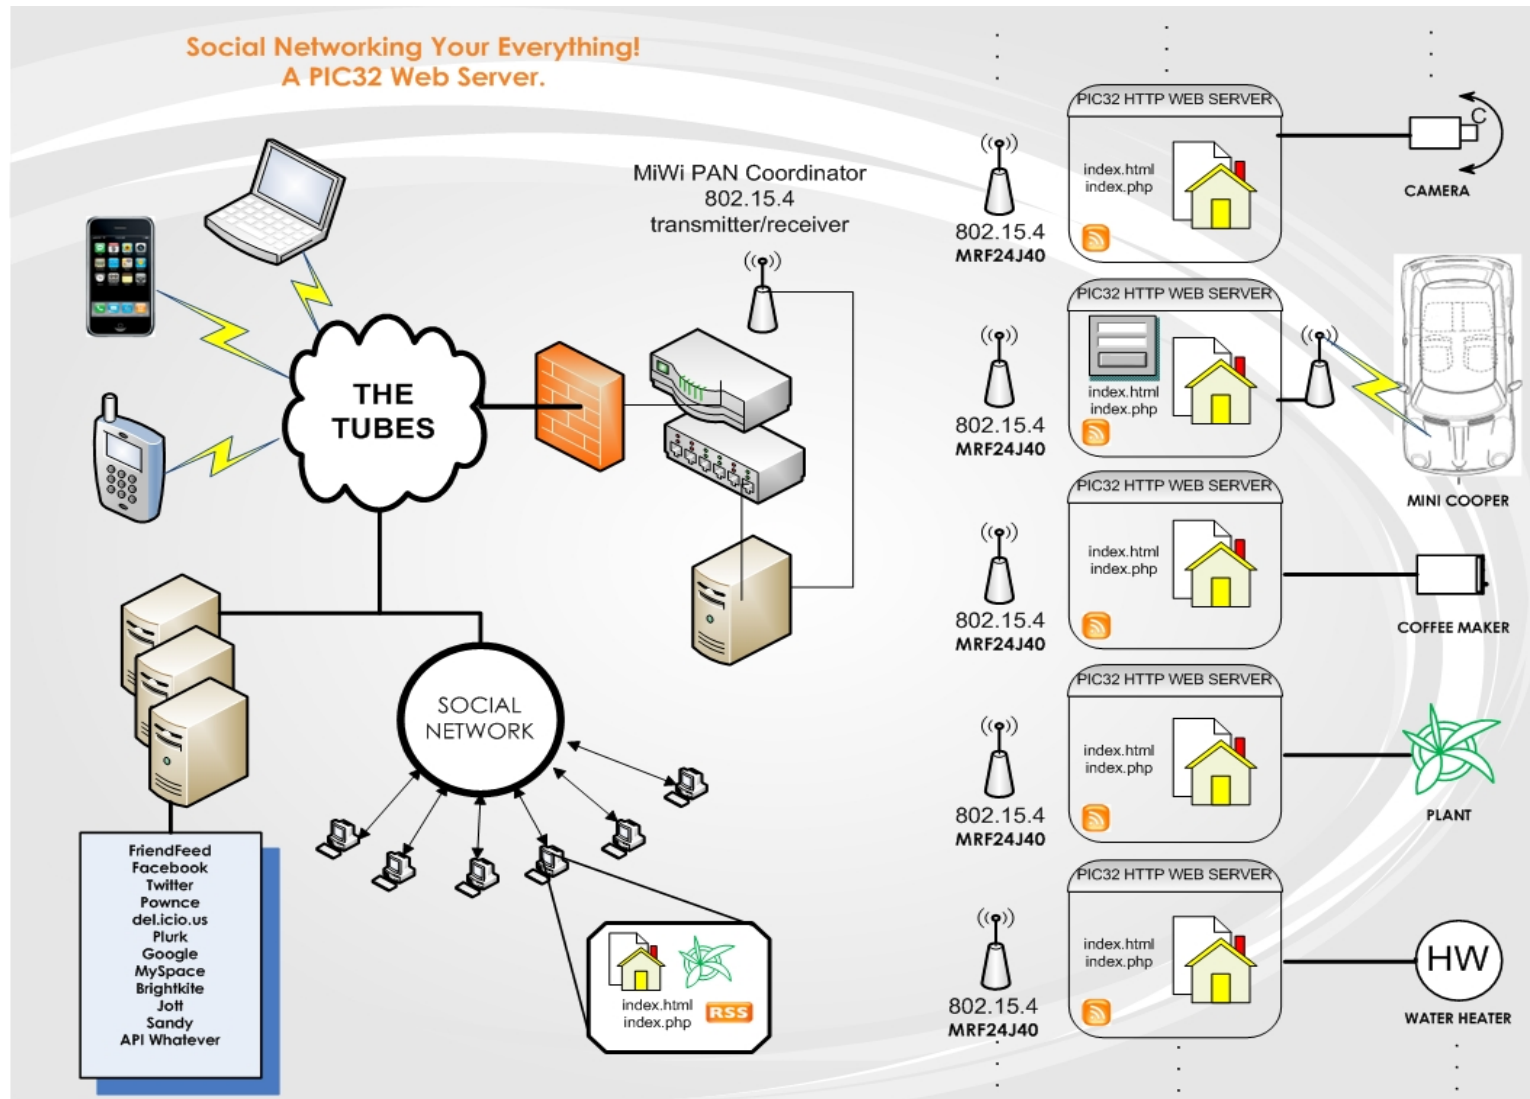 Social Networking Your Everything!
A PIC32 Web Server.
MiWi PAN Coordinator
802.15.4
transmitter/receiver
THE
TUBES
SOCIAL
NETWORK
FriendFeed
Facebook
Twitter
Pownce
del.icio.us
Plurk
Google
MySpace
Brightkite
Jott
Sandy
API Whatever
index.html
index.php
RSS
802.15.4
MRF24J40
PIC32 HTTP WEB SERVER
index.html
index.php
C
CAMERA
802.15.4
MRF24J40
PIC32 HTTP WEB SERVER
index.html
index.php
MINI COOPER
802.15.4
MRF24J40
PIC32 HTTP WEB SERVER
index.html
index.php
COFFEE MAKER
802.15.4
MRF24J40
PIC32 HTTP WEB SERVER
index.html
index.php
PLANT
802.15.4
MRF24J40
PIC32 HTTP WEB SERVER
index.html
index.php
HW
WATER HEATER